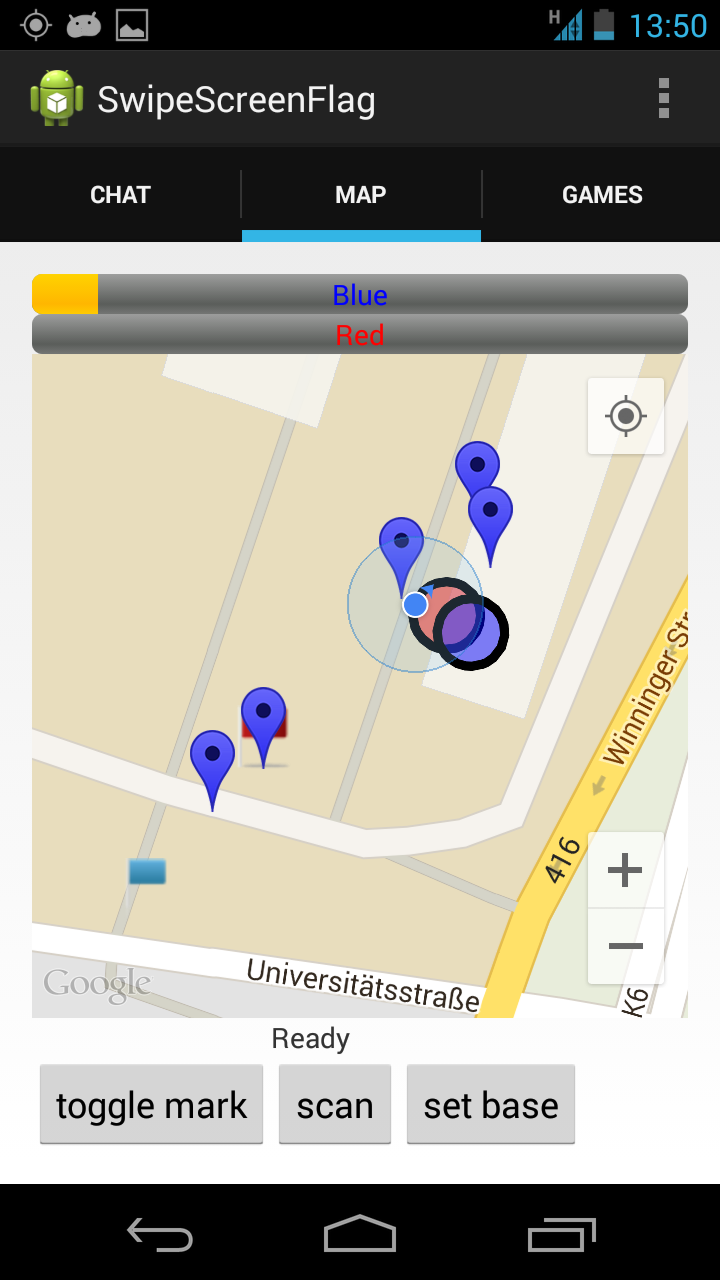 H
13:50
SwipeScreenFlag
CHAT
MAP
GAMES
Blue
Red
Winninger Str
416
Universitätsstraße
K6
Google
Ready
toggle mark
scan
set base